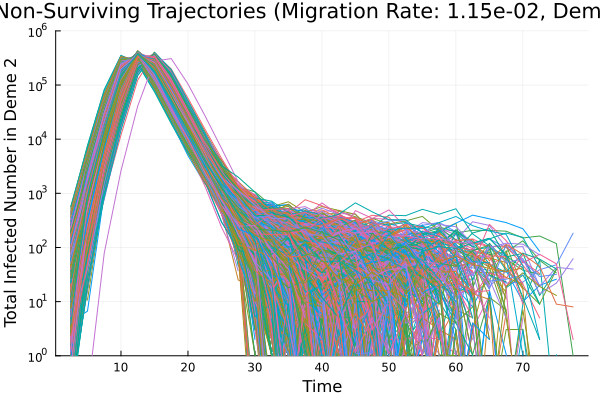 Non-Surviving Trajectories (Migration Rate: 1.15e-02, Dem
Total Infected Number in Deme 2
10^6
10^5
10^4
10^3
10^2
10^1
10^0
10 20 30 40 50 60 70
Time